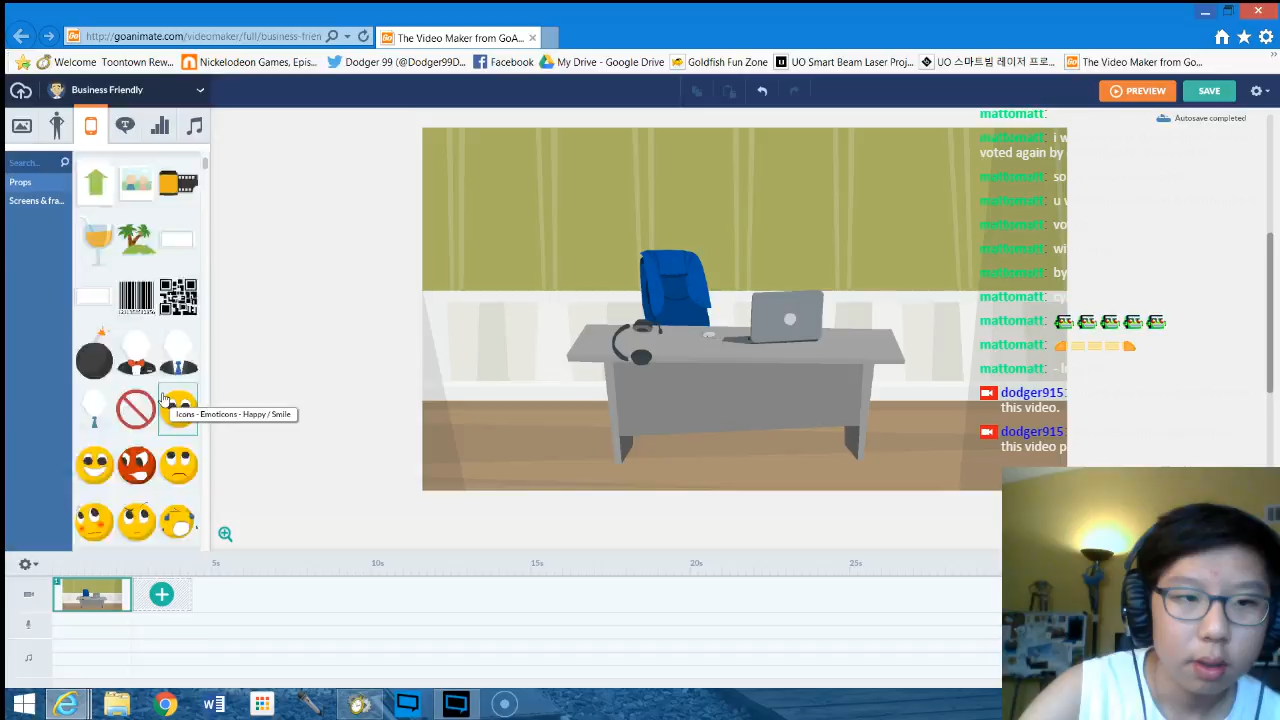 http://goanimate.com/videomaker/full/business-frien
The Video Maker from GoA...
Welcome Toontown Rew...
Nickelodeon Games, Epis...
Dodger 99 (@Dodger99D...
Facebook
My Drive - Google Drive
Goldfish Fun Zone
UO Smart Beam Laser Proj...
UO 스마트빔 레이저 프로...
The Video Maker from Go...
Business Friendly
PREVIEW
SAVE
Autosave completed
Search...
Props
Screens & fra...
Icons - Emoticons - Happy / Smile
mattomatt:
mattomatt: i w
voted again by
mattomatt: so
mattomatt: u w
mattomatt: vo
mattomatt: wi
mattomatt: by
mattomatt: cy
mattomatt:
mattomatt:
mattomatt: - l
dodger915:
this video.
dodger915:
this video p
5s 10s 15s 20s 25s
1